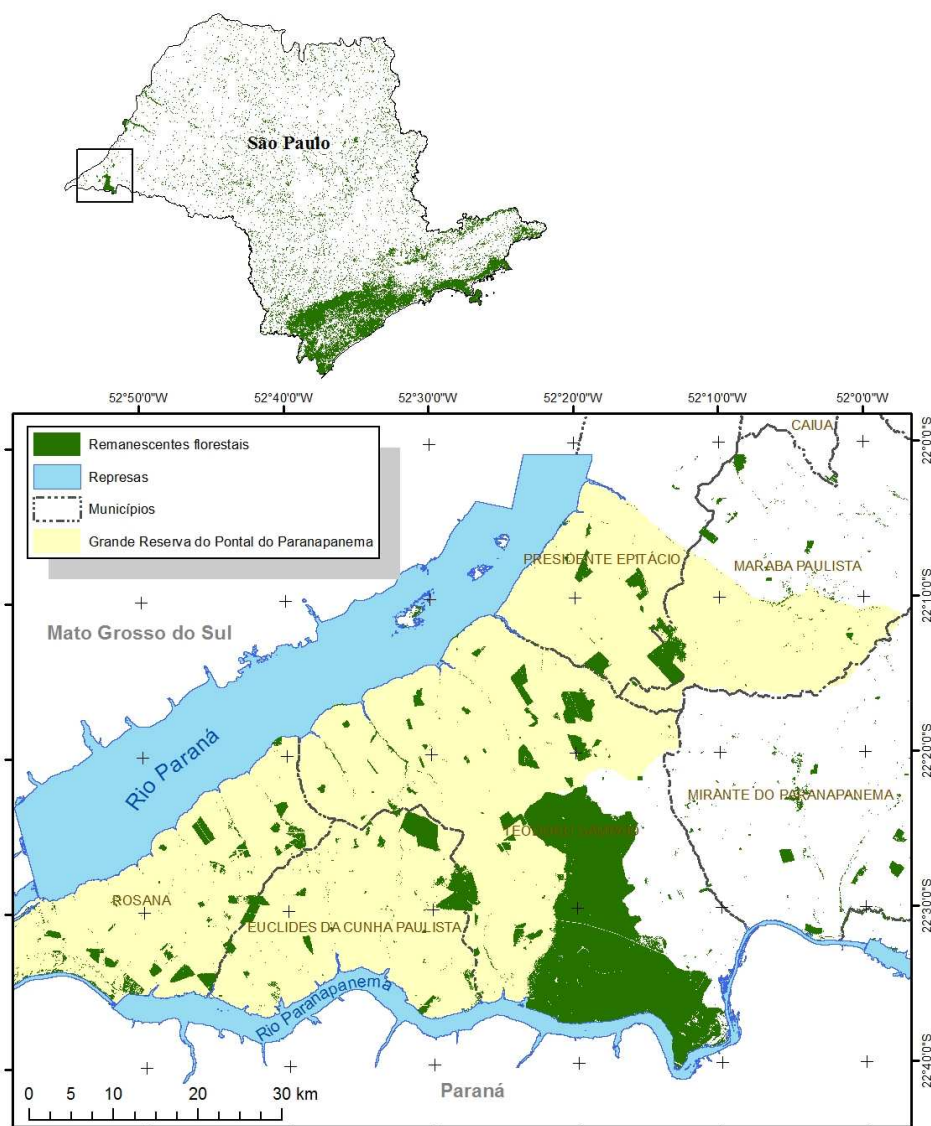 São Paulo
52°50'0"W
52°40'0"W
52°30'0"W
52°20'0"W
52°10'0"W
52°0'0"W
Remanescentes florestais
Represas
Municípios
Grande Reserva do Pontal do Paranapanema
CAIUA
22°0'0"S
PRESIDENTE EPITÁCIO
MARABA PAULISTA
22°10'0"S
Mato Grosso do Sul
Rio Paraná
22°20'0"S
MIRANTE DO PARANAPANEMA
ROSANA
EUCLIDES DA CUNHA PAULISTA
22°30'0"S
Rio Paranapanema
22°40'0"S
Paraná
0 5 10 20 30 km